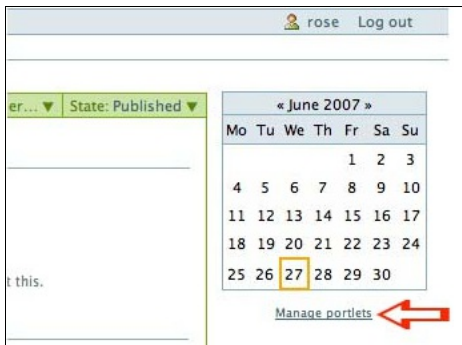 rose Log out
er... ▼ State: Published ▼
« June 2007 »
Mo Tu We Th Fr Sa Su
1 2 3
4 5 6 7 8 9 10
11 12 13 14 15 16 17
18 19 20 21 22 23 24
25 26 27 28 29 30
t this.
Manage portlets